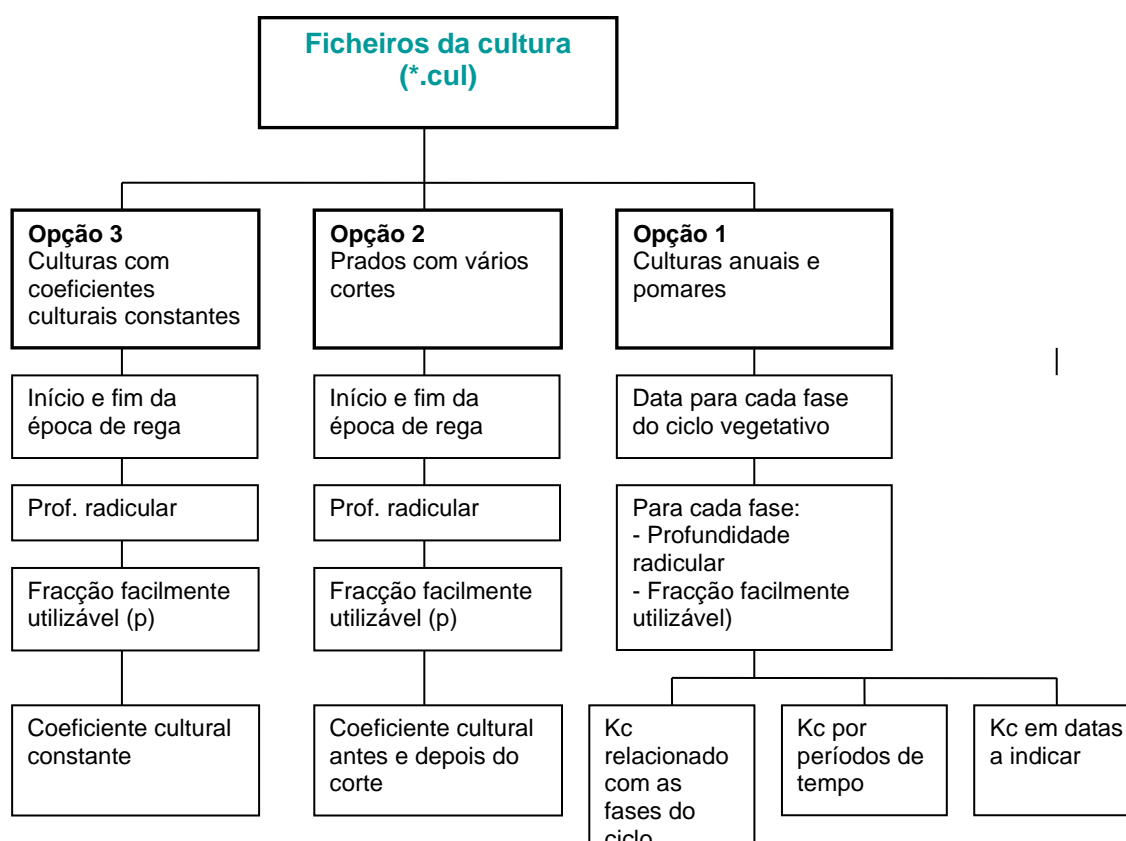 Ficheiros da cultura
(*.cul)
Opção 3
Culturas com
coeficientes
culturais constantes
Opção 2
Prados com vários
cortes
Opção 1
Culturas anuais e
pomares
Início e fim da
época de rega
Início e fim da
época de rega
Data para cada fase
do ciclo vegetativo
Prof. radicular
Prof. radicular
Para cada fase:
- Profundidade
radicular
- Fracção facilmente
utilizável)
Fracção facilmente
utilizável (p)
Fracção facilmente
utilizável (p)
Coeficiente cultural
constante
Coeficiente cultural
antes e depois do
corte
Kc
relacionado
com as
fases do
ciclo
Kc por
períodos de
tempo
Kc em datas
a indicar